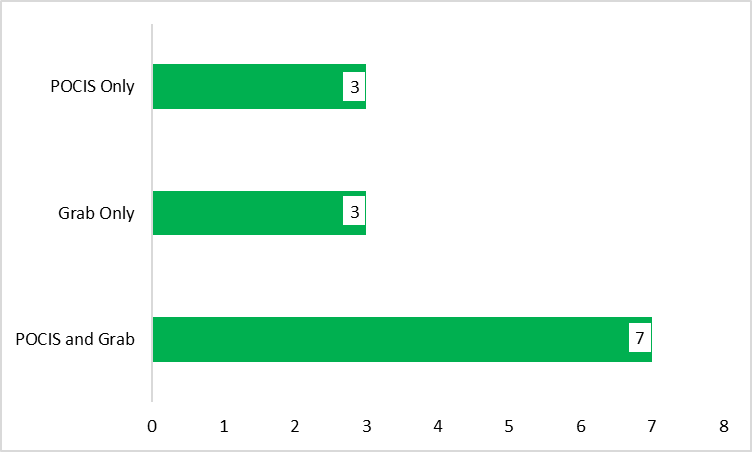 POCIS Only
3
Grab Only
3
POCIS and Grab
7
0 1 2 3 4 5 6 7 8